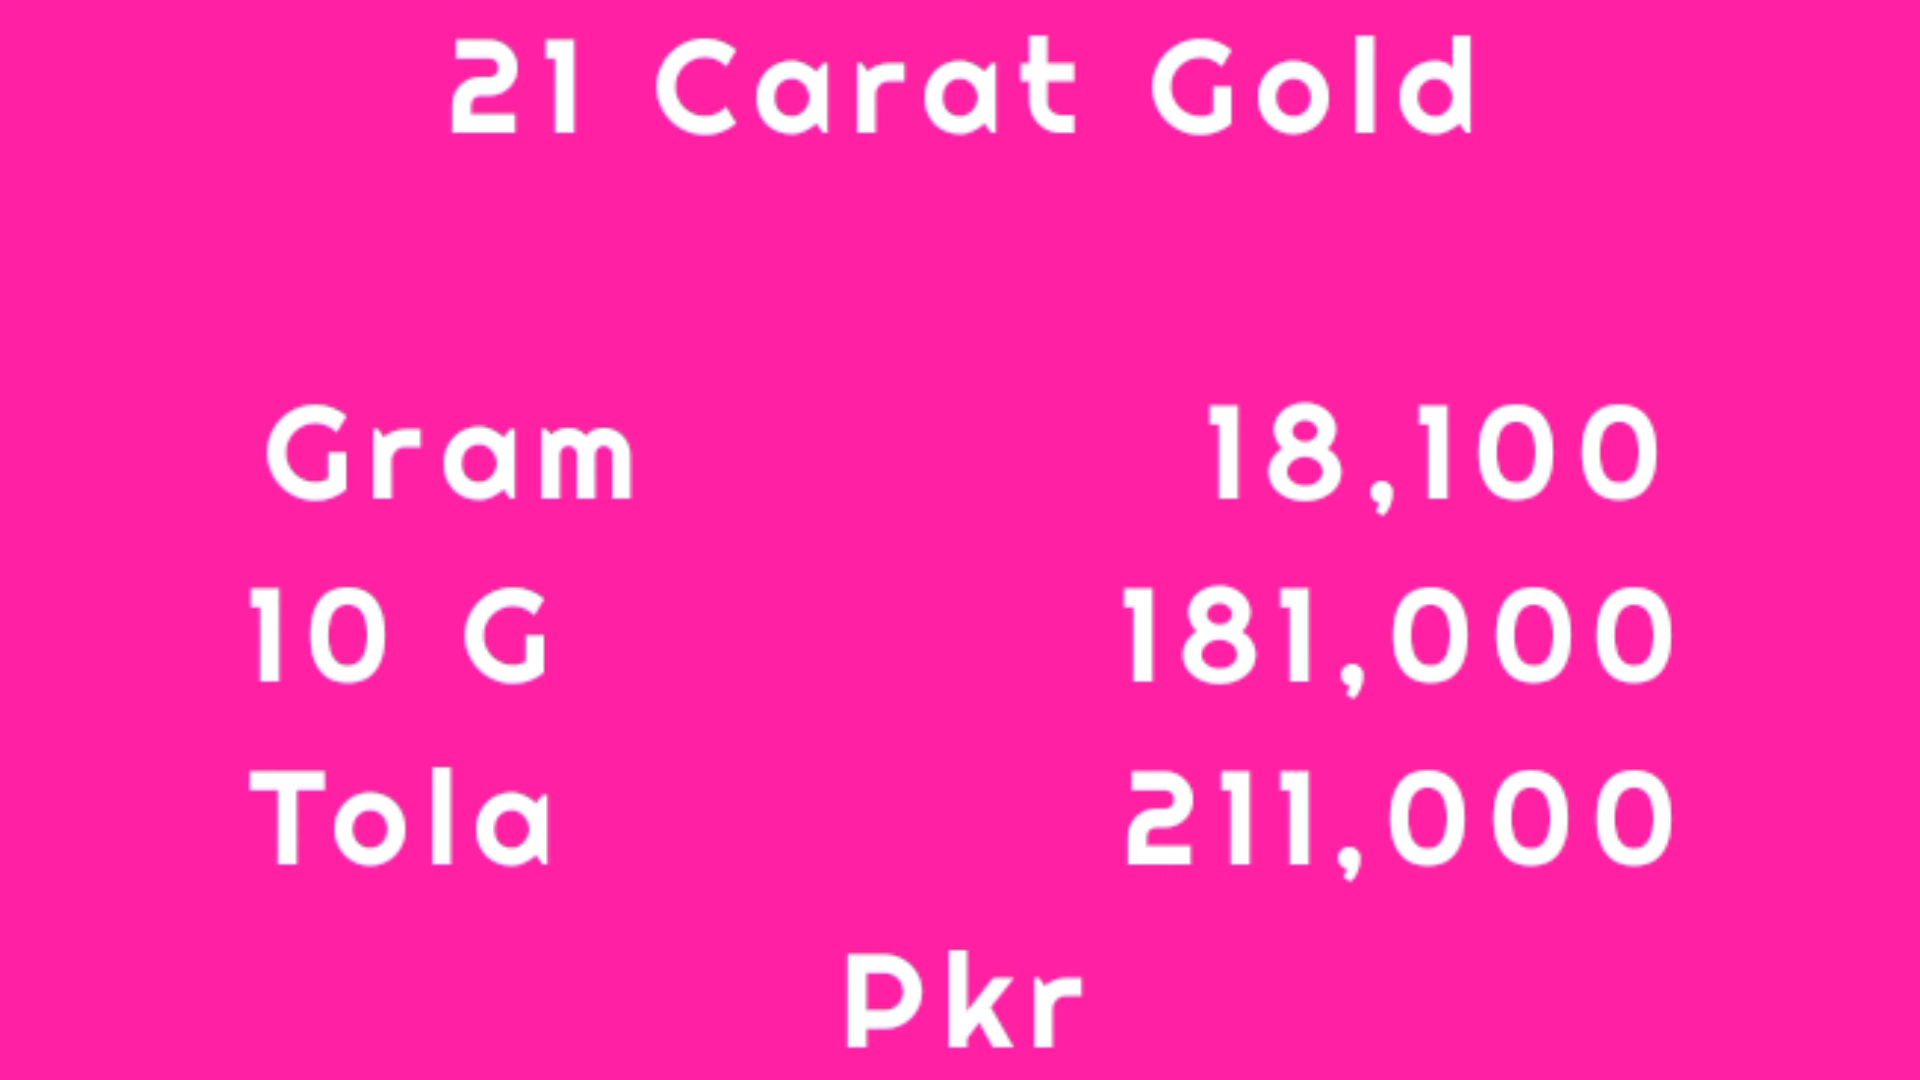 21 Carat Gold
Gram 18,100
10 G 181,000
Tola 211,000
Pkr